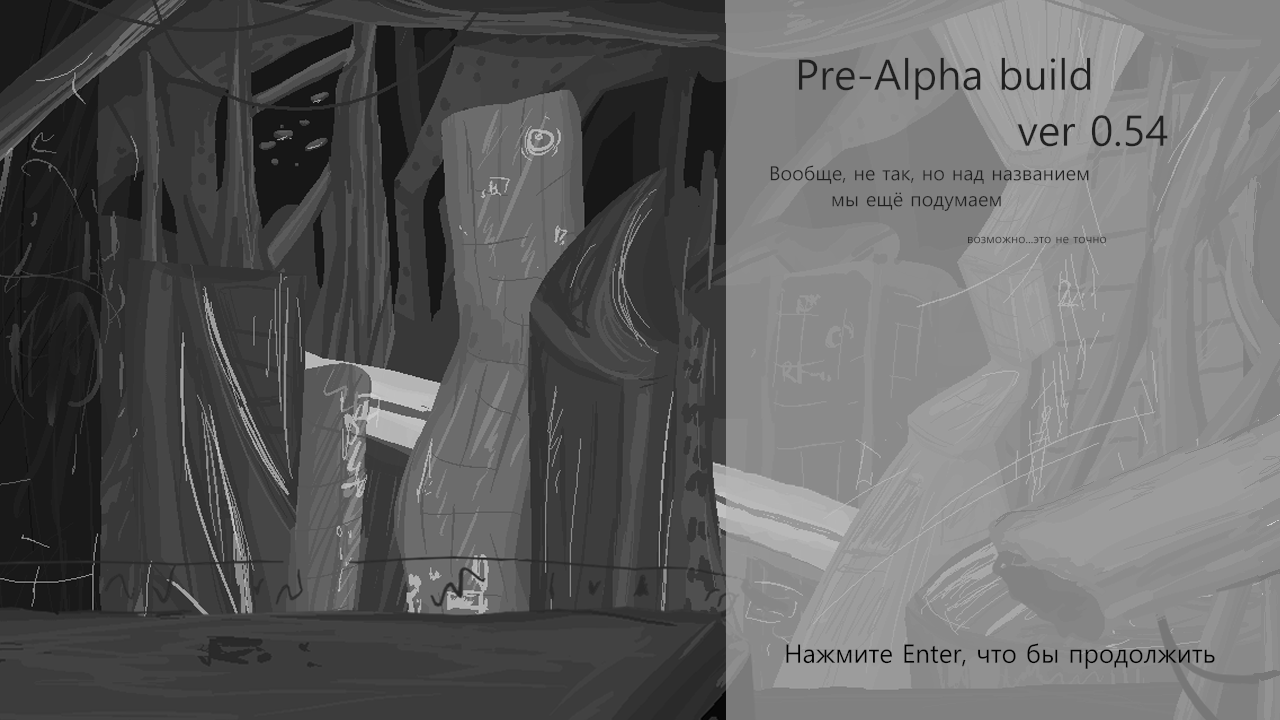 Pre-Alpha build
ver 0.54
Вообще, не так, но над названием
мы ещё подумаем
возможно...это не точно
Нажмите Enter, что бы продолжить